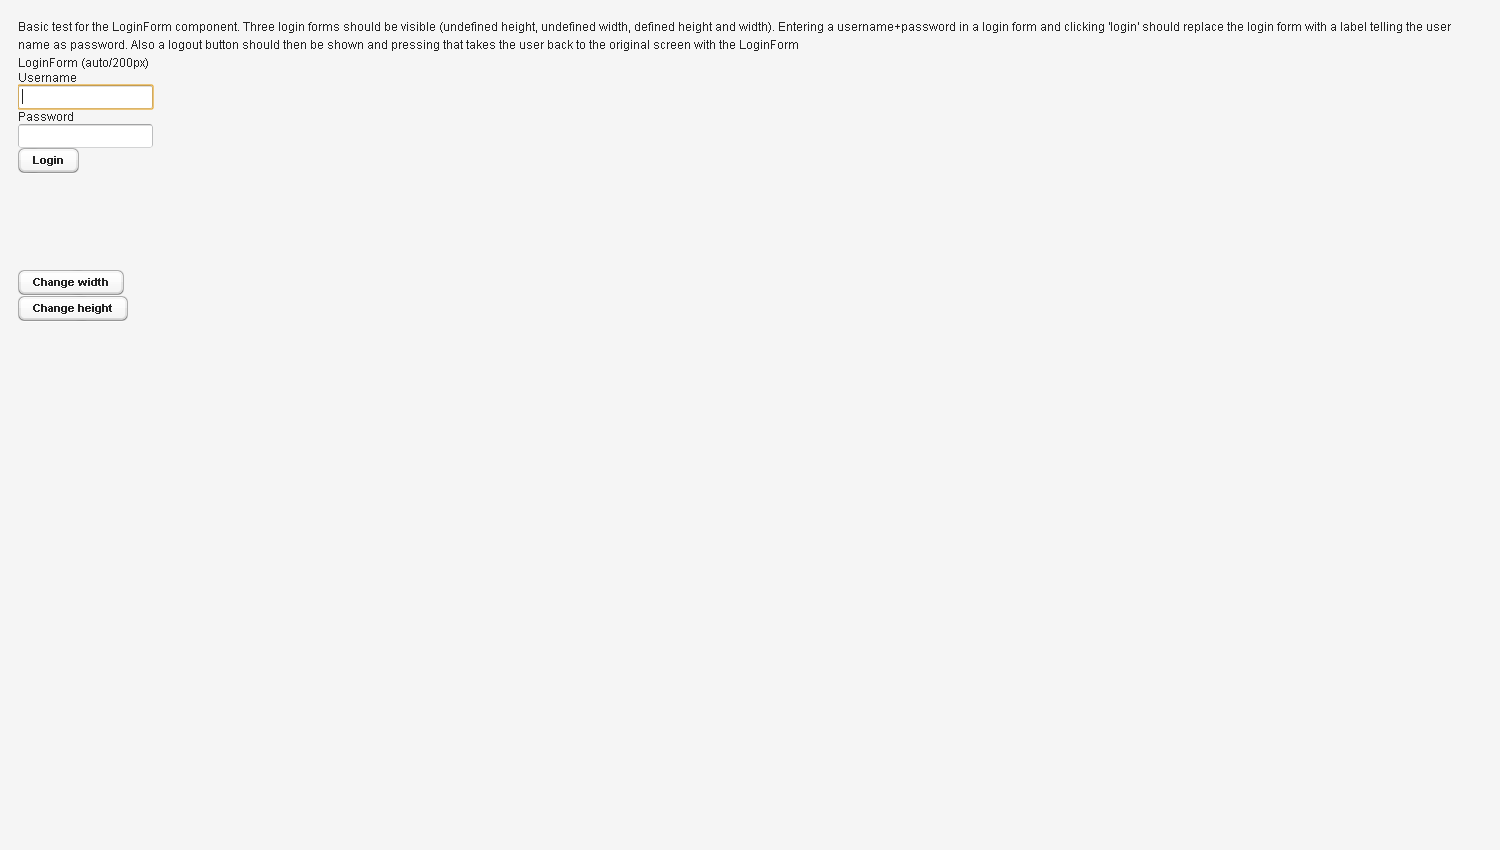 Basic test for the LoginForm component. Three login forms should be visible (undefined height, undefined width, defined height and width). Entering a username+password in a login form and clicking 'login' should replace the login form with a label telling the user
name as password. Also a logout button should then be shown and pressing that takes the user back to the original screen with the LoginForm
LoginForm (auto/200px)
Username
Password
Login
Change width
Change height